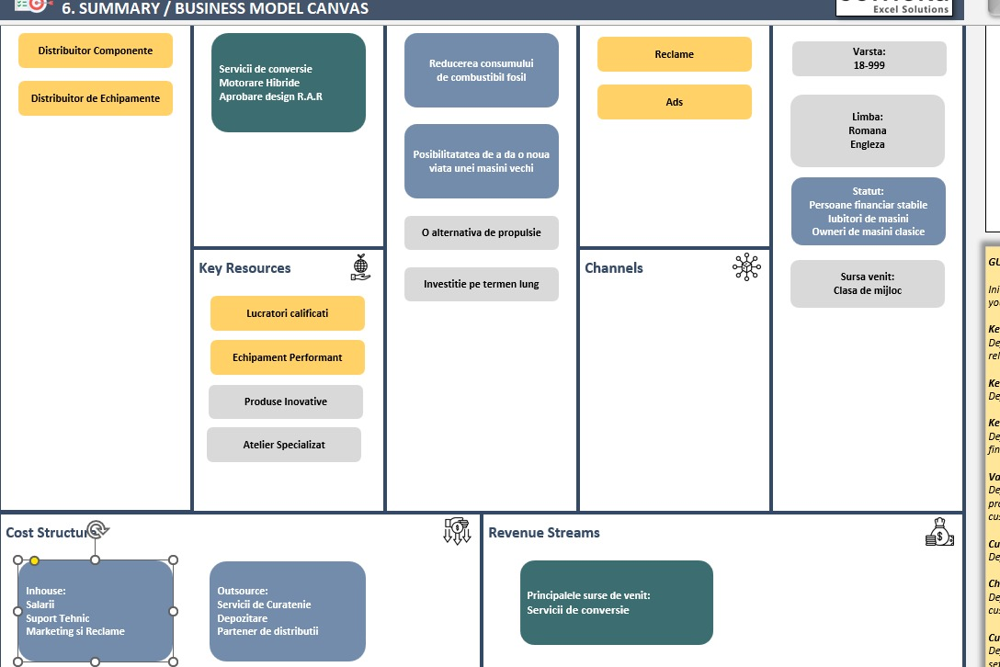 6. SUMMARY / BUSINESS MODEL CANVAS
Excel Solutions
Distribuitor Componente
Distribuitor de Echipamente
Servicii de conversie
Motorare Hibride
Aprobare design R.A.R
Key Resources
Lucratori calificati
Echipament Performant
Produse Inovative
Atelier Specializat
Reducerea consumului
de combustibil fosil
Posibilitatatea de a da o noua
viata unei masini vechi
O alternativa de propulsie
Investitie pe termen lung
Reclame
Ads
Channels
Varsta:
18-999
Limba:
Romana
Engleza
Statut:
Persoane financiar stabile
Iubitori de masini
Owneri de masini clasice
Sursa venit:
Clasa de mijloc
Cost Structure
Inhouse:
Salarii
Suport Tehnic
Marketing si Reclame
Outsource:
Servicii de Curatenie
Depozitare
Partener de distributii
Revenue Streams
Principalele surse de venit:
Servicii de conversie